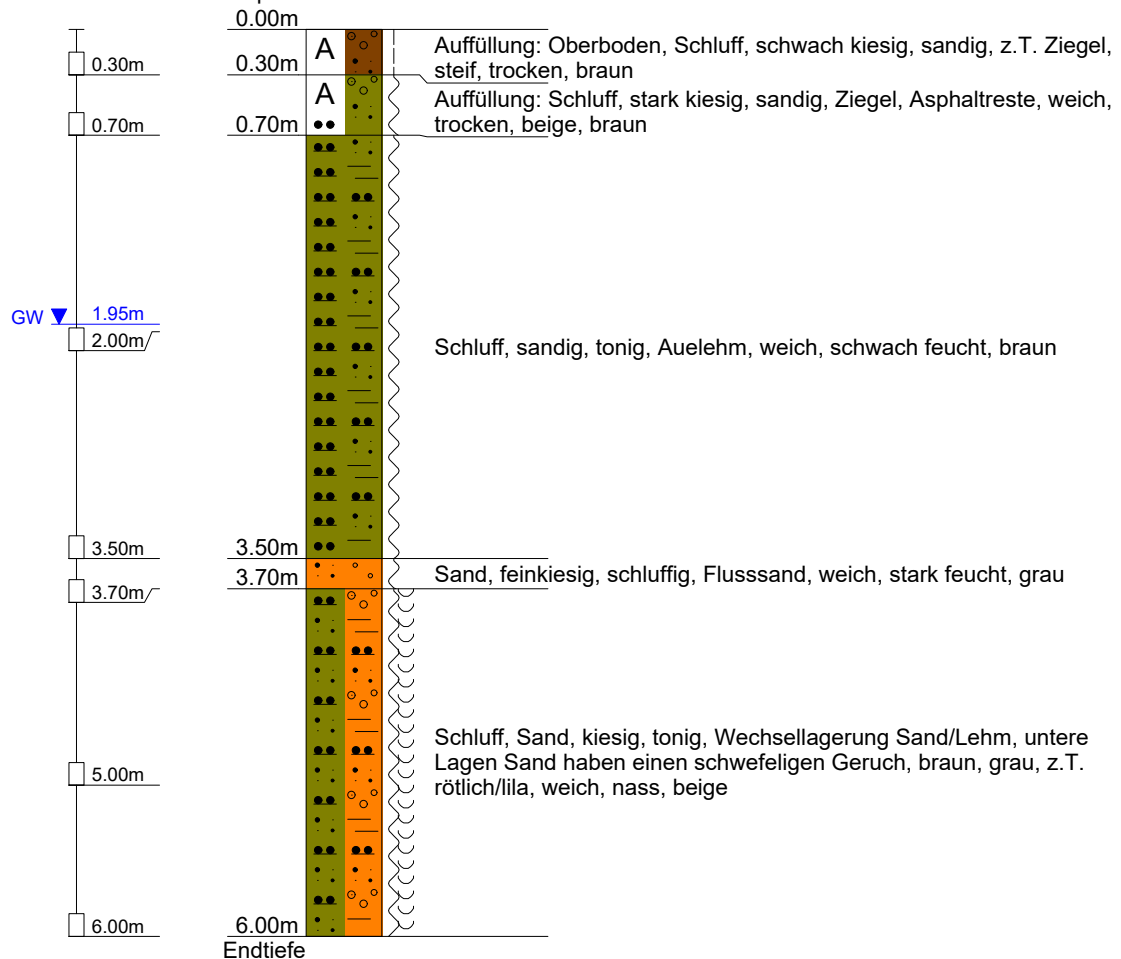 0.00m
A
Auffüllung: Oberboden, Schluff, schwach kiesig, sandig, z.T. Ziegel,
steif, trocken, braun
0.30m
0.30m
A
Auffüllung: Schluff, stark kiesig, sandig, Ziegel, Asphaltreste, weich,
trocken, beige, braun
0.70m
0.70m
GW
1.95m
2.00m
Schluff, sandig, tonig, Auelehm, weich, schwach feucht, braun
3.50m
3.50m
3.70m
3.70m
Sand, feinkiesig, schluffig, Flusssand, weich, stark feucht, grau
Schluff, Sand, kiesig, tonig, Wechsellagerung Sand/Lehm, untere
Lagen Sand haben einen schwefeligen Geruch, braun, grau, z.T.
rötlich/lila, weich, nass, beige
5.00m
6.00m
6.00m
Endtiefe